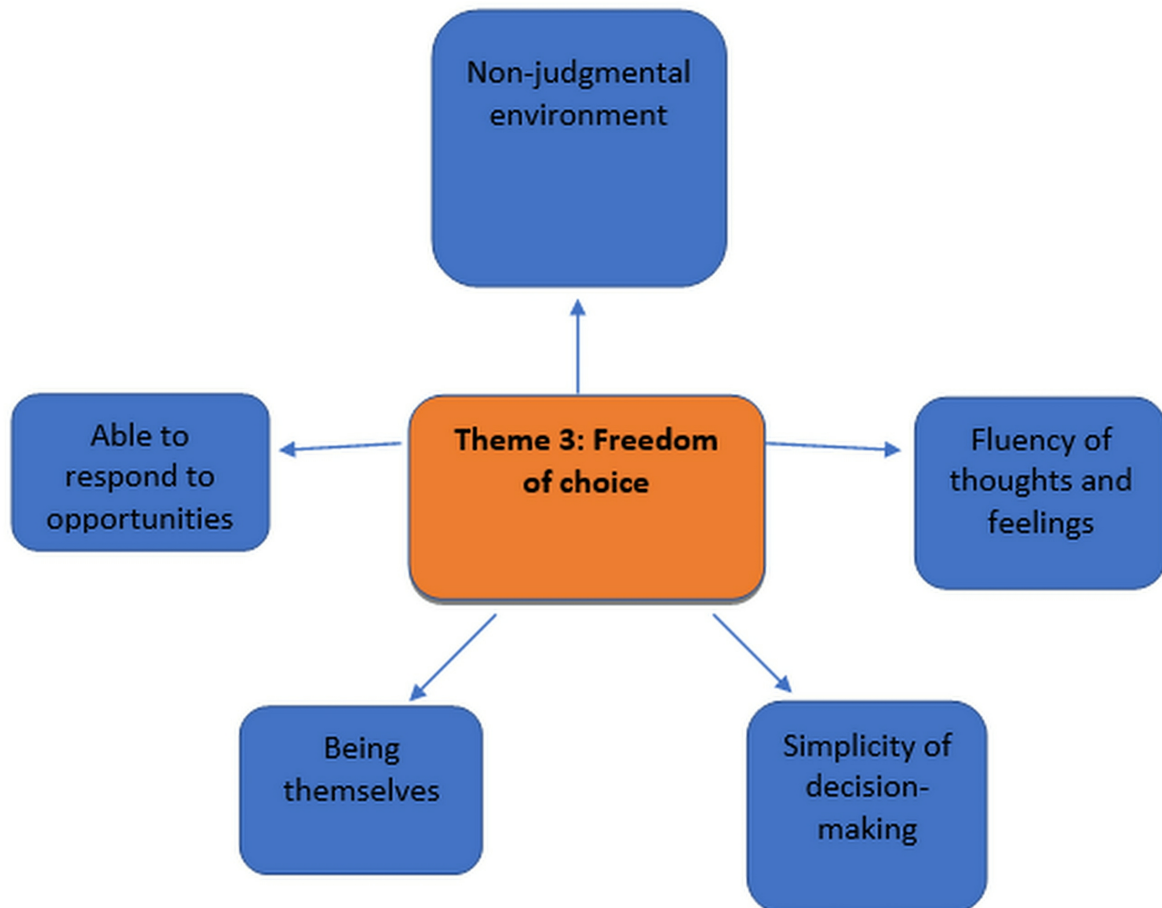 Non-judgmental
environment
Able to
respond to
opportunities
Theme 3: Freedom
of choice
Fluency of
thoughts and
feelings
Being
themselves
Simplicity of
decision-
making